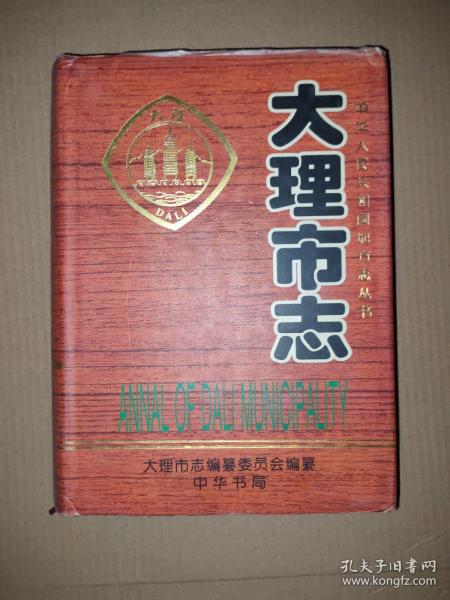 中华人民共和国地方志丛书
大理
DALI
大理市志
ANNAL OF DALI MUNICIPALITY
大理市志编纂委员会编纂
中华书局
孔夫子旧书网
www.kongfz.com